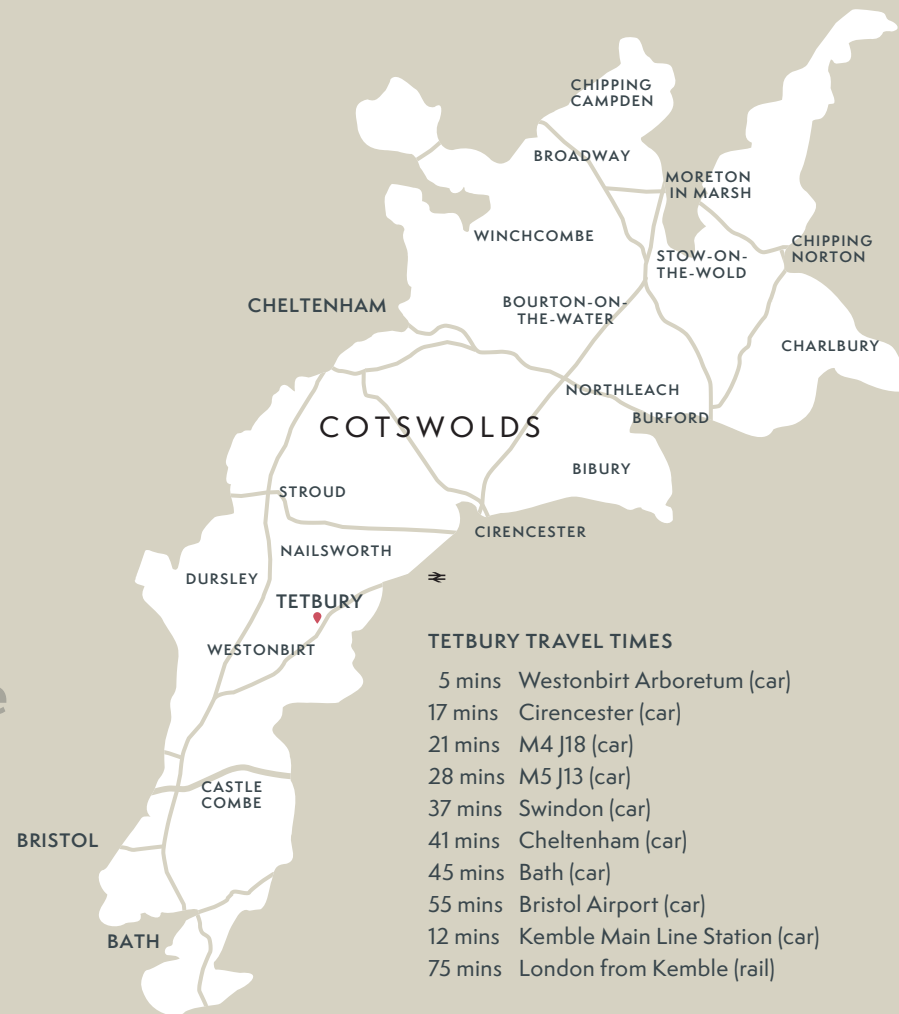 CHIPPING
CAMPDEN
BROADWAY
MORETON
IN MARSH
WINCHCOMBE
CHIPPING
NORTON
STOW-ON-
THE-WOLD
CHELTENHAM
BOURTON-ON-
THE-WATER
CHARLBURY
NORTHLEACH
BURFORD
COTSWOLDS
BIBURY
STROUD
CIRENCESTER
NAILSWORTH
DURSLEY
TETBURY
WESTONBIRT
CASTLE
COMBE
BRISTOL
BATH
TETBURY TRAVEL TIMES
5 mins Westonbirt Arboretum (car)
17 mins Cirencester (car)
21 mins M4 J18 (car)
28 mins M5 J13 (car)
37 mins Swindon (car)
41 mins Cheltenham (car)
45 mins Bath (car)
55 mins Bristol Airport (car)
12 mins Kemble Main Line Station (car)
75 mins London from Kemble (rail)
e